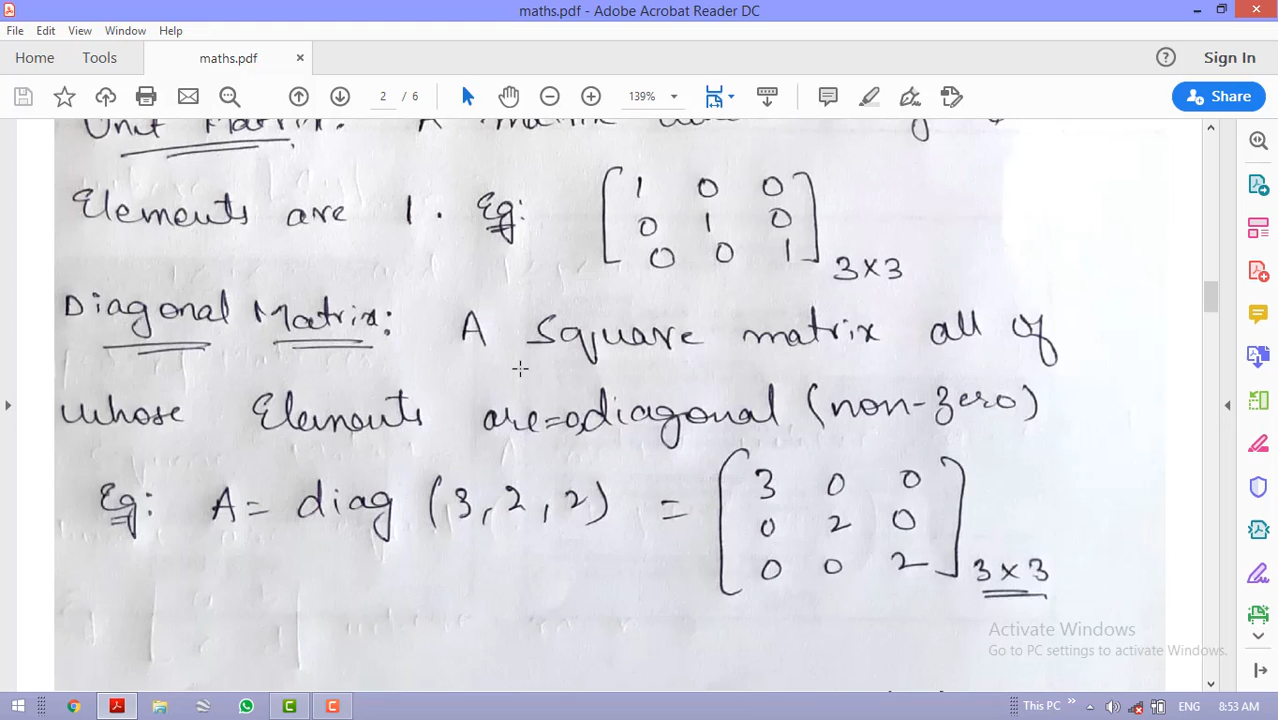 maths.pdf - Adobe Acrobat Reader DC
File Edit View Window Help
Home Tools maths.pdf × ? Sign In
2 / 6 139% Share
Unit Matrix: A
Elements are 1. Eg: [ 1 0 0
0 1 0
0 0 1 ] 3×3
Diagonal Matrix: A square matrix all of
whose Elements are=0 diagonal (non-zero)
Eg: A = diag (3, 2, 2) = [ 3 0 0
0 2 0
0 0 2 ] 3×3
Activate Windows
Go to PC settings to activate Windows.
This PC » ENG 8:53 AM